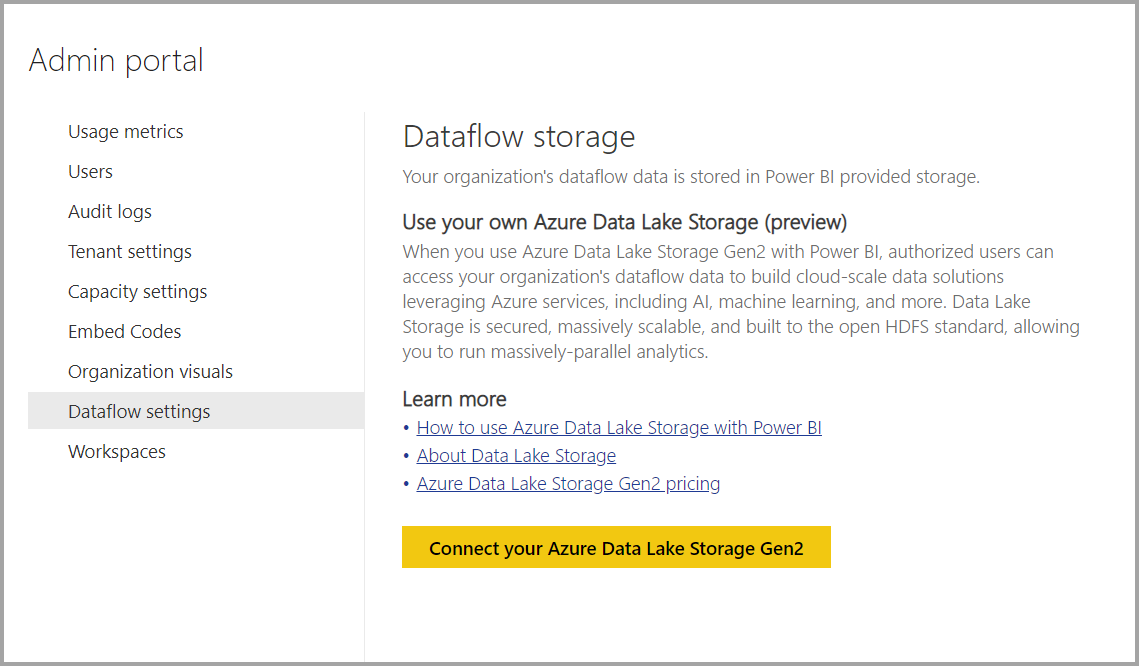 Admin portal
Usage metrics
Users
Audit logs
Tenant settings
Capacity settings
Embed Codes
Organization visuals
Dataflow settings
Workspaces
Dataflow storage
Your organization's dataflow data is stored in Power BI provided storage.
Use your own Azure Data Lake Storage (preview)
When you use Azure Data Lake Storage Gen2 with Power BI, authorized users can
access your organization's dataflow data to build cloud-scale data solutions
leveraging Azure services, including AI, machine learning, and more. Data Lake
Storage is secured, massively scalable, and built to the open HDFS standard, allowing
you to run massively-parallel analytics.
Learn more
• How to use Azure Data Lake Storage with Power BI
• About Data Lake Storage
• Azure Data Lake Storage Gen2 pricing
Connect your Azure Data Lake Storage Gen2